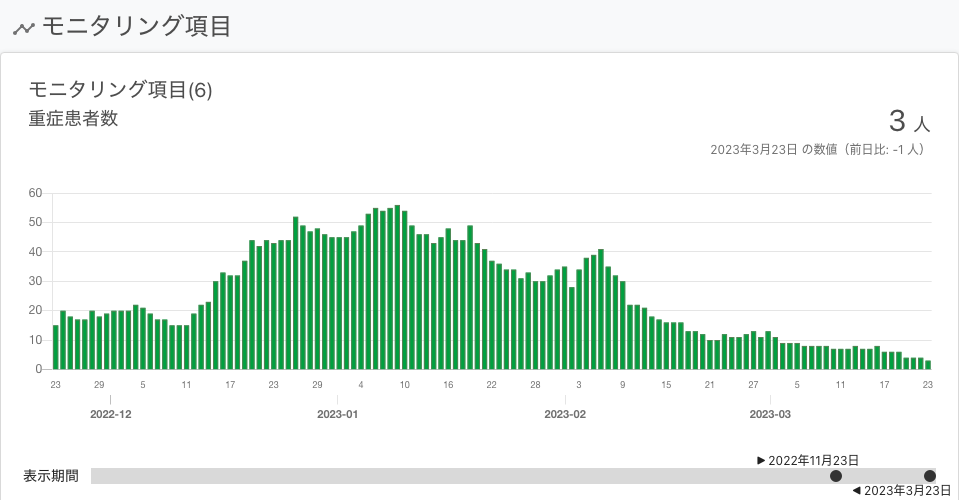 モニタリング項目
モニタリング項目(6)
重症患者数
3 人
2023年3月23日 の数値（前日比: -1 人）
60
50
40
30
20
10
0
23 29 5 11 17 23 29 4 10 16 22 28 3 9 15 21 27 5 11 17 23
2022-12 2023-01 2023-02 2023-03
▶ 2022年11月23日
表示期間
◀ 2023年3月23日